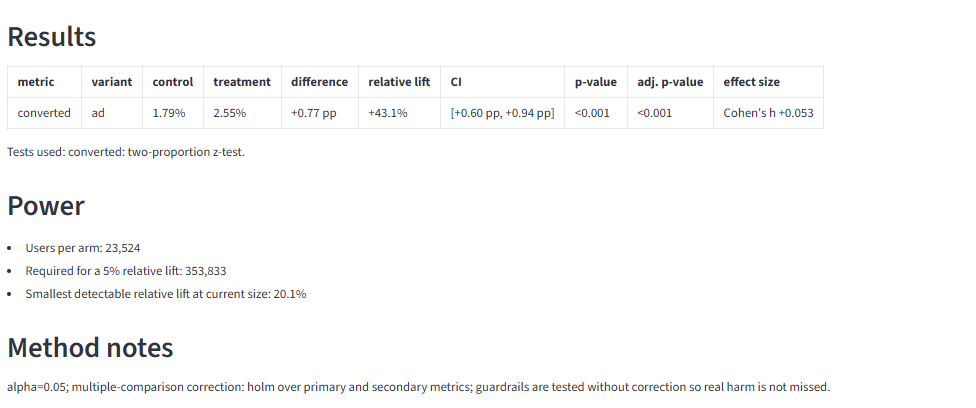 Results
metric variant control treatment difference relative lift CI p-value adj. p-value effect size
converted ad 1.79% 2.55% +0.77 pp +43.1% [+0.60 pp, +0.94 pp] <0.001 <0.001 Cohen's h +0.053
Tests used: converted: two-proportion z-test.
Power
• Users per arm: 23,524
• Required for a 5% relative lift: 353,833
• Smallest detectable relative lift at current size: 20.1%
Method notes
alpha=0.05; multiple-comparison correction: holm over primary and secondary metrics; guardrails are tested without correction so real harm is not missed.